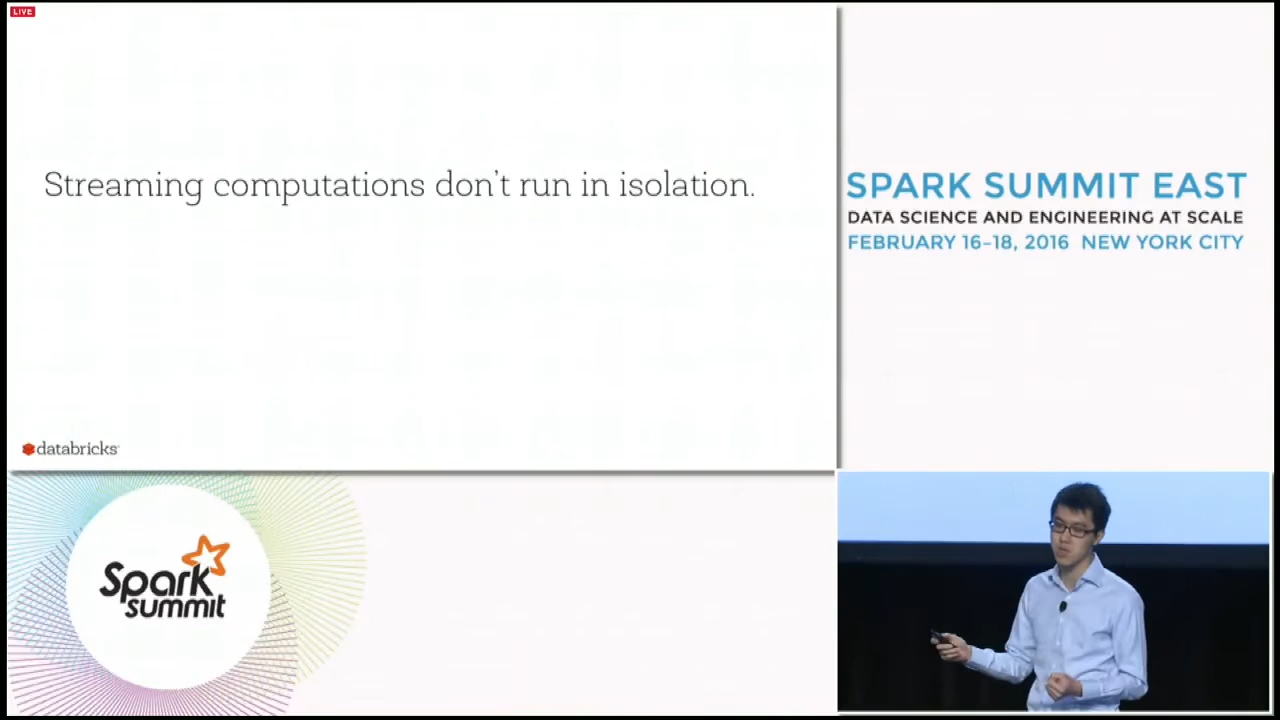 LIVE
Streaming computations don't run in isolation.
databricks
SPARK SUMMIT EAST
DATA SCIENCE AND ENGINEERING AT SCALE
FEBRUARY 16-18, 2016 NEW YORK CITY
Spark
summit